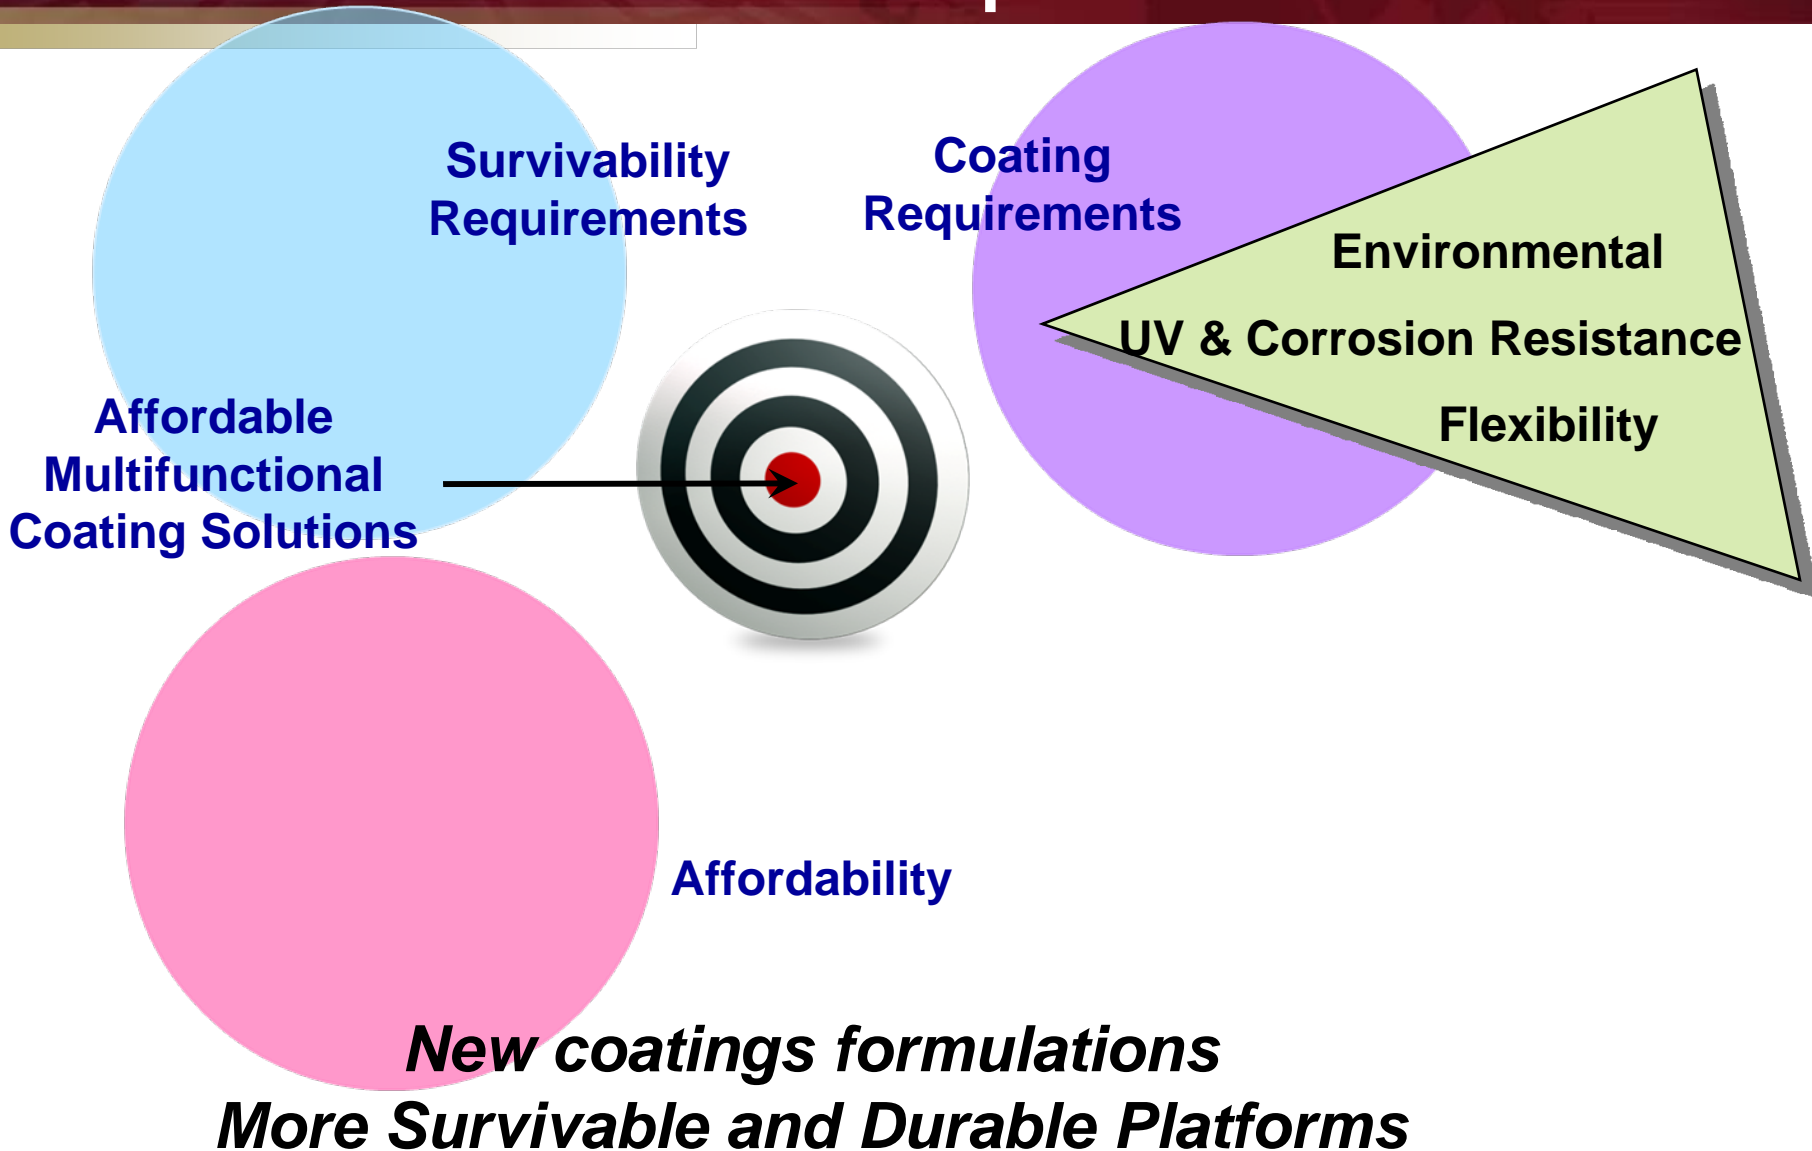 Survivability
Requirements
Coating
Requirements
Environmental
UV & Corrosion Resistance
Flexibility
Affordable
Multifunctional
Coating Solutions
Affordability
New coatings formulations
More Survivable and Durable Platforms